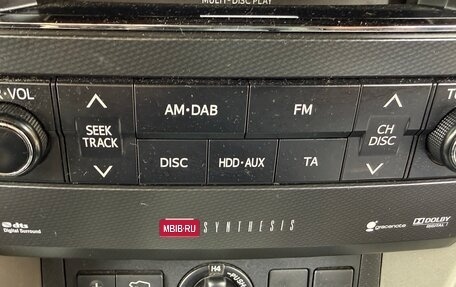 MULTI-DISC PLAY
VOL
AM•DAB
FM
SEEK
TRACK
CH
DISC
DISC
HDD•AUX
TA
dts
Digital Surround
MBIB.RU
SYNTHESIS
gracenote
DOLBY
DIGITAL
H4
PUSH